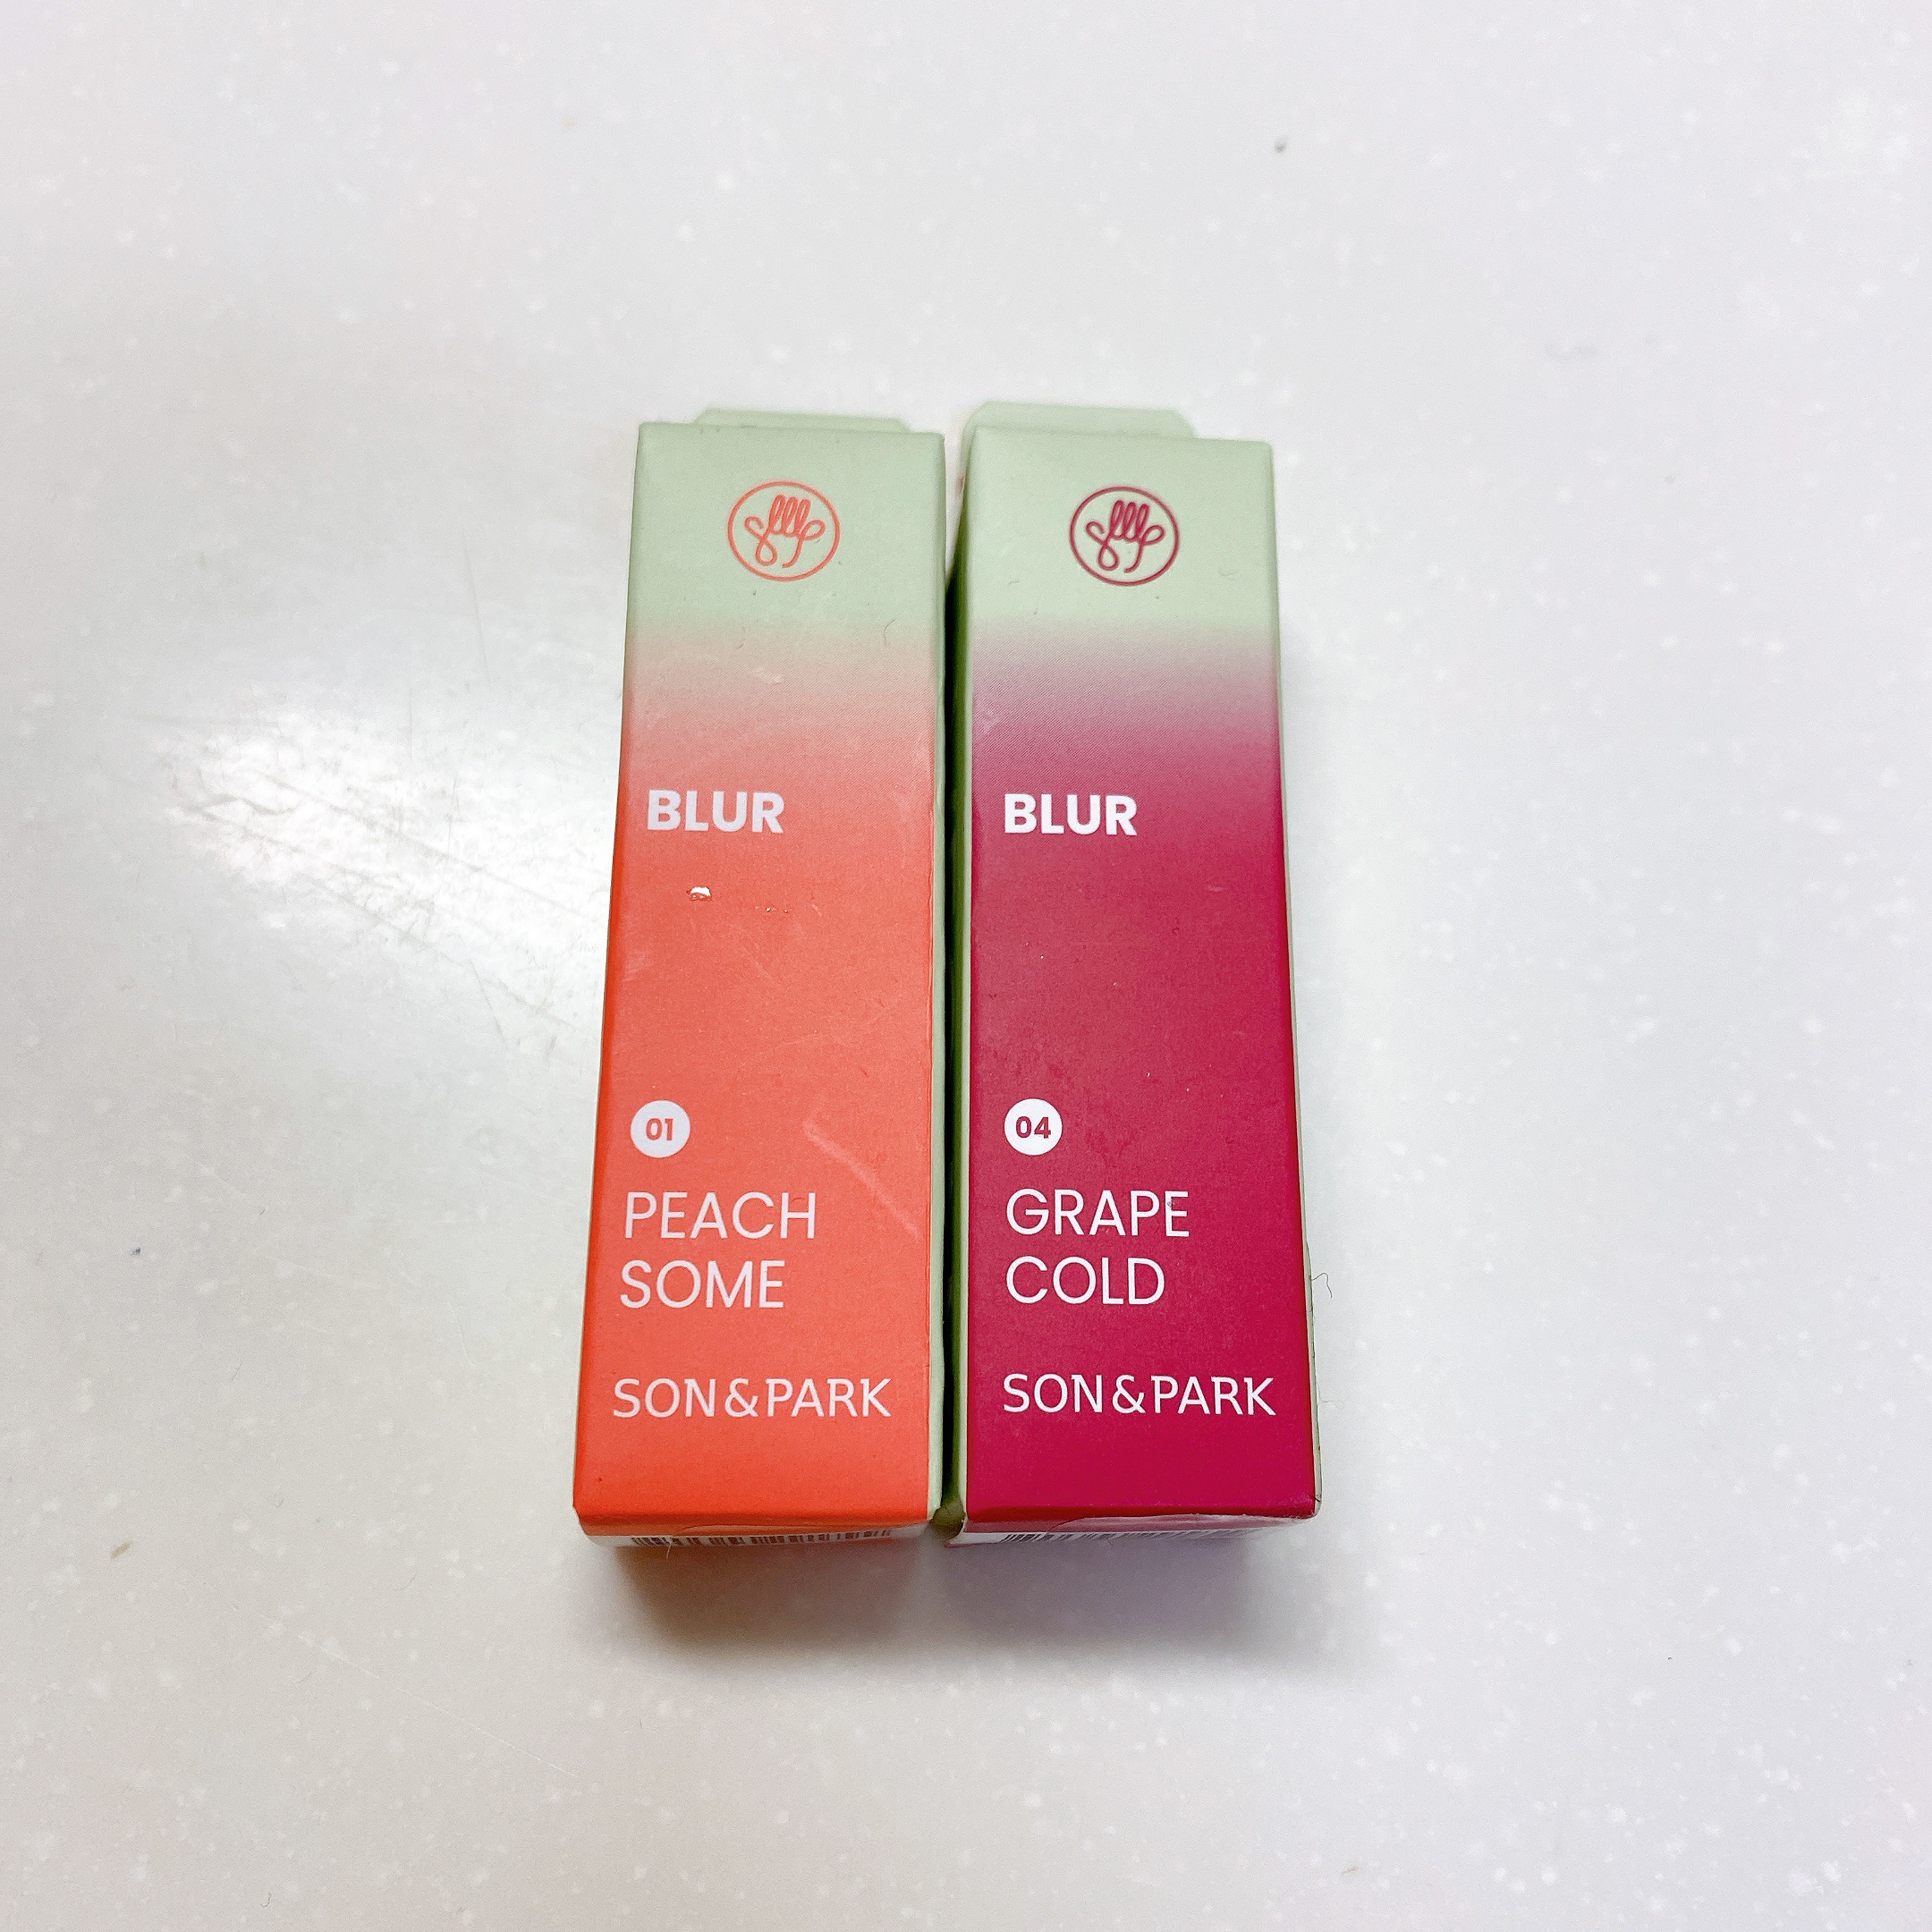 BLUR
01
PEACH
SOME
SON&PARK
BLUR
04
GRAPE
COLD
SON&PARK